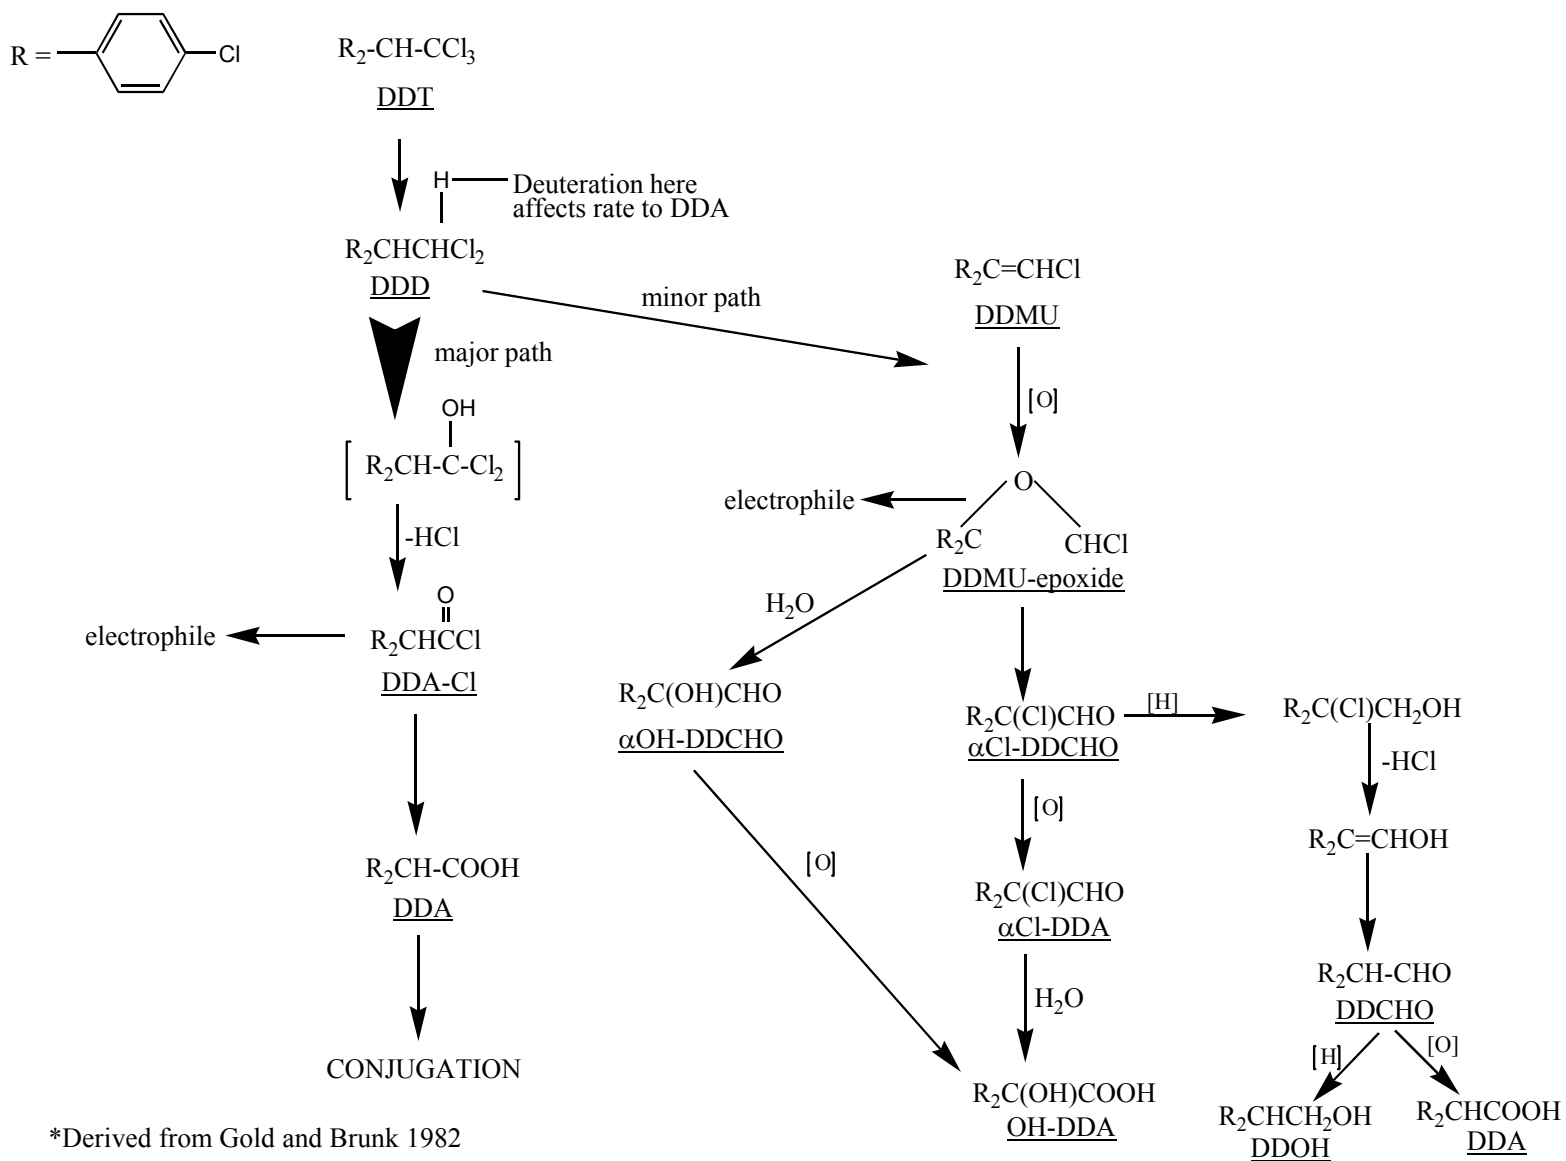 R =
Cl
R₂-CH-CCl₃
DDT
H
Deuteration here
affects rate to DDA
R₂CHCHCl₂
DDD
minor path
R₂C=CHCl
DDMU
major path
[O]
OH
[ R₂CH-C-Cl₂ ]
-HCl
O
R₂C
CHCl
electrophile
DDMU-epoxide
H₂O
O
R₂CHCCl
electrophile
DDA-Cl
R₂C(OH)CHO
αOH-DDCHO
R₂C(Cl)CHO
αCl-DDCHO
[H]
R₂C(Cl)CH₂OH
-HCl
[O]
R₂C=CHOH
[O]
R₂CH-COOH
DDA
R₂C(Cl)CHO
αCl-DDA
H₂O
R₂CH-CHO
DDCHO
[H]
[O]
CONJUGATION
R₂C(OH)COOH
OH-DDA
R₂CHCH₂OH
DDOH
R₂CHCOOH
DDA
*Derived from Gold and Brunk 1982